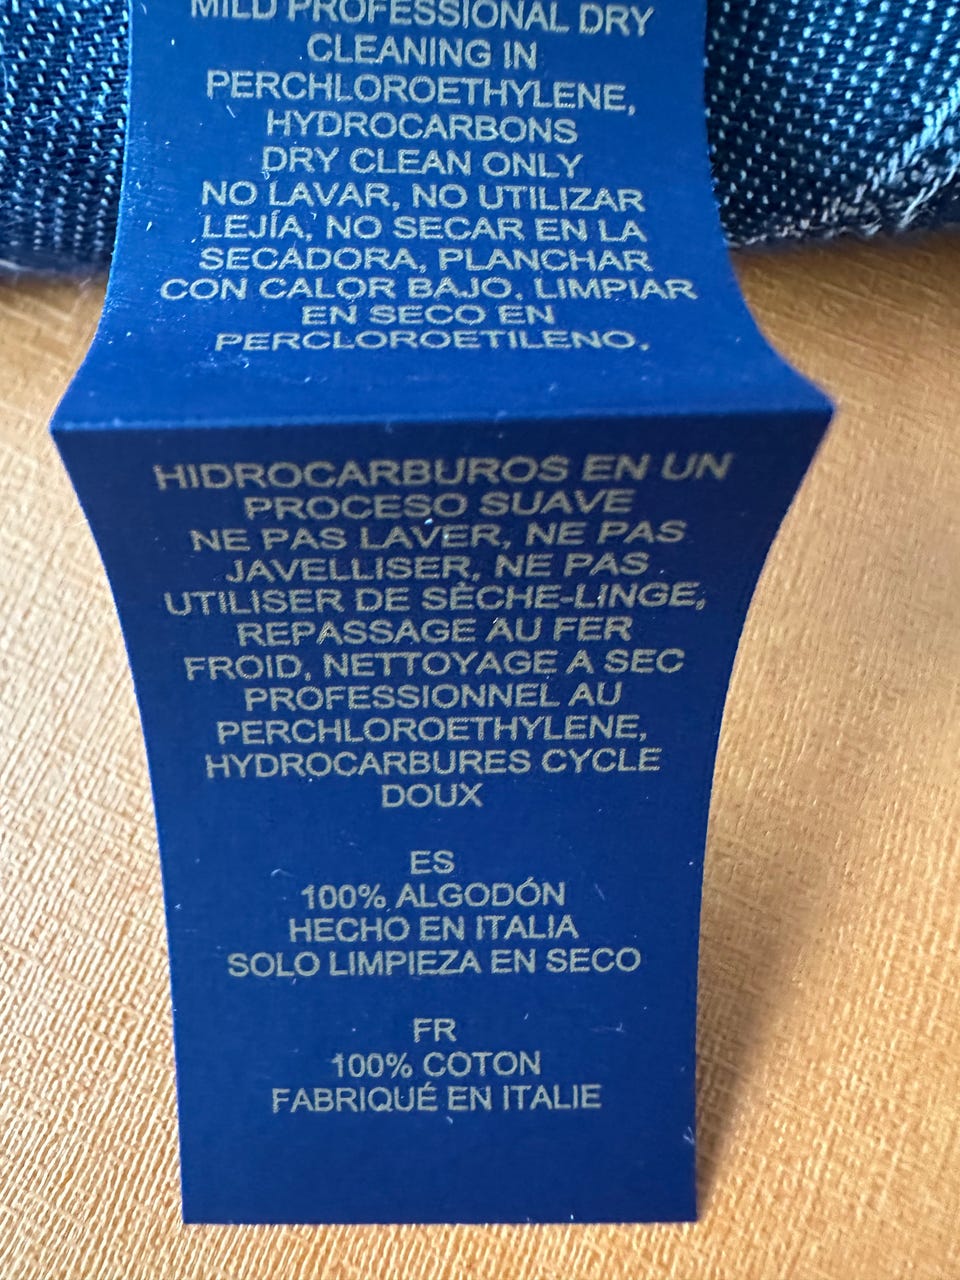 MILD PROFESSIONAL DRY
CLEANING IN
PERCHLOROETHYLENE,
HYDROCARBONS
DRY CLEAN ONLY
NO LAVAR, NO UTILIZAR
LEJÍA, NO SECAR EN LA
SECADORA, PLANCHAR
CON CALOR BAJO. LIMPIAR
EN SECO EN
PERCLOROETILENO,
HIDROCARBUROS EN UN
PROCESO SUAVE
NE PAS LAVER, NE PAS
JAVELLISER, NE PAS
UTILISER DE SÈCHE-LINGE,
REPASSAGE AU FER
FROID, NETTOYAGE A SEC
PROFESSIONNEL AU
PERCHLOROETHYLENE,
HYDROCARBURES CYCLE
DOUX
ES
100% ALGODÓN
HECHO EN ITALIA
SOLO LIMPIEZA EN SECO
FR
100% COTON
FABRIQUÉ EN ITALIE